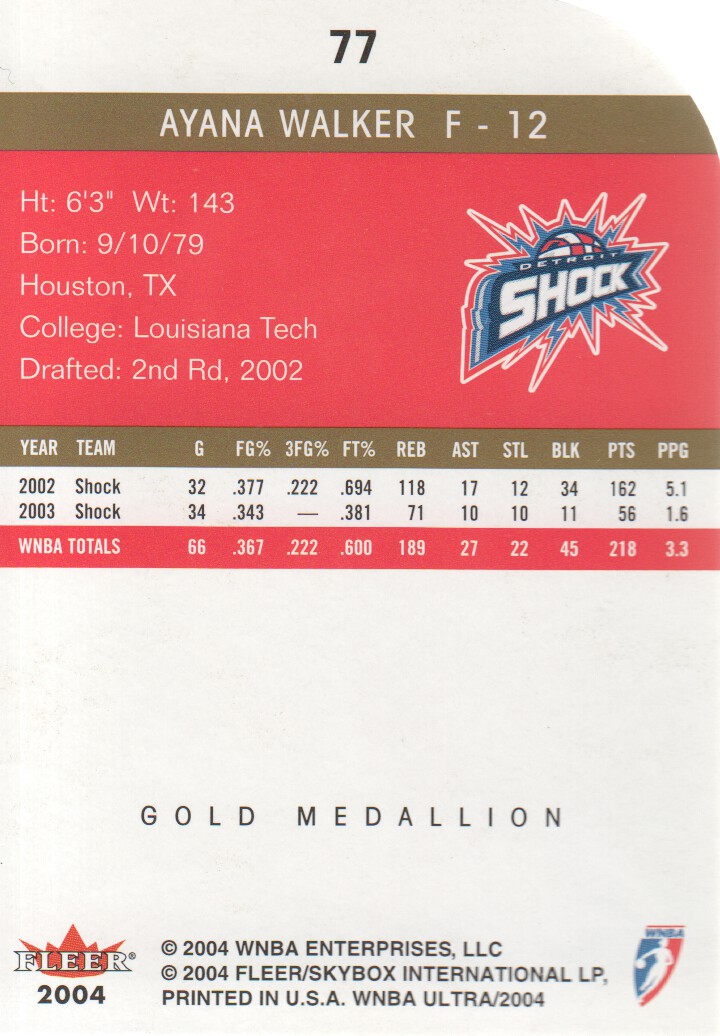 77
AYANA WALKER F - 12
Ht: 6'3" Wt: 143
Born: 9/10/79
Houston, TX
College: Louisiana Tech
Drafted: 2nd Rd, 2002
DETROIT
SHOCK
YEAR TEAM G FG% 3FG% FT% REB AST STL BLK PTS PPG
2002 Shock 32 .377 .222 .694 118 17 12 34 162 5.1
2003 Shock 34 .343 — .381 71 10 10 11 56 1.6
WNBA TOTALS 66 .367 .222 .600 189 27 22 45 218 3.3
GOLD MEDALLION
FLEER®
2004
© 2004 WNBA ENTERPRISES, LLC
© 2004 FLEER/SKYBOX INTERNATIONAL LP,
PRINTED IN U.S.A. WNBA ULTRA/2004
WNBA